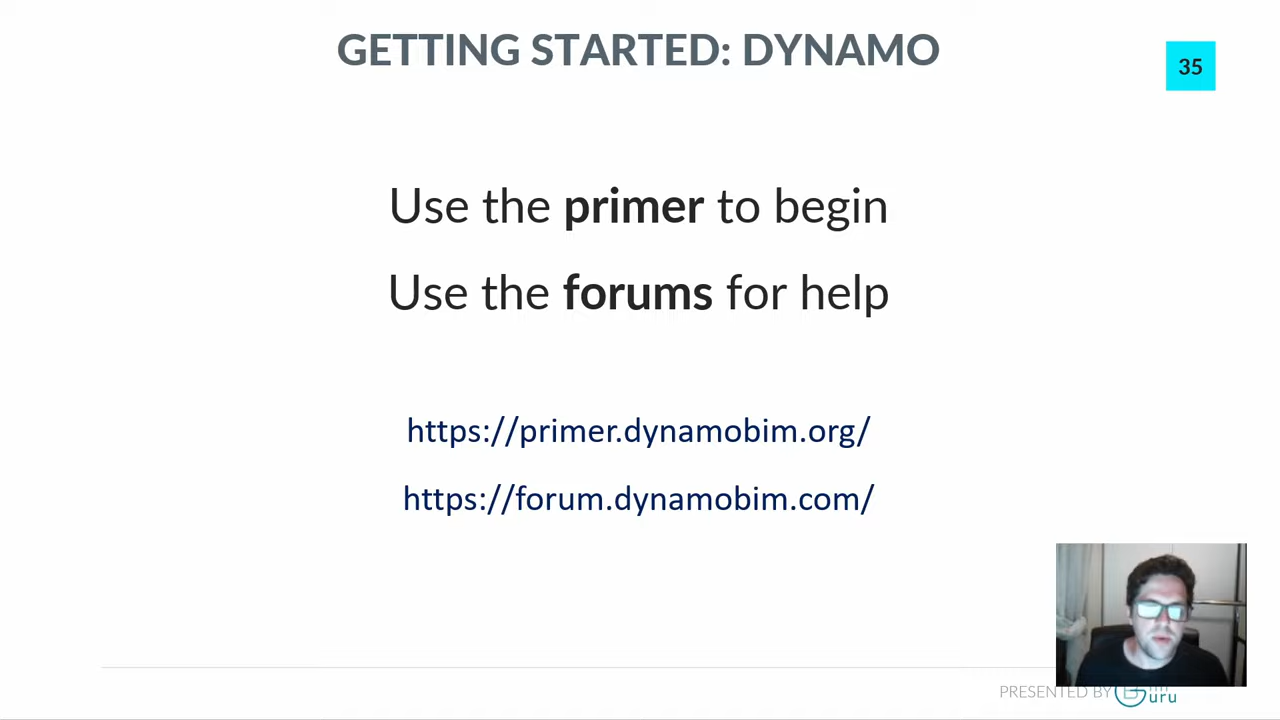 GETTING STARTED: DYNAMO
35
Use the primer to begin
Use the forums for help
https://primer.dynamobim.org/
https://forum.dynamobim.com/
PRESENTED BY
uru